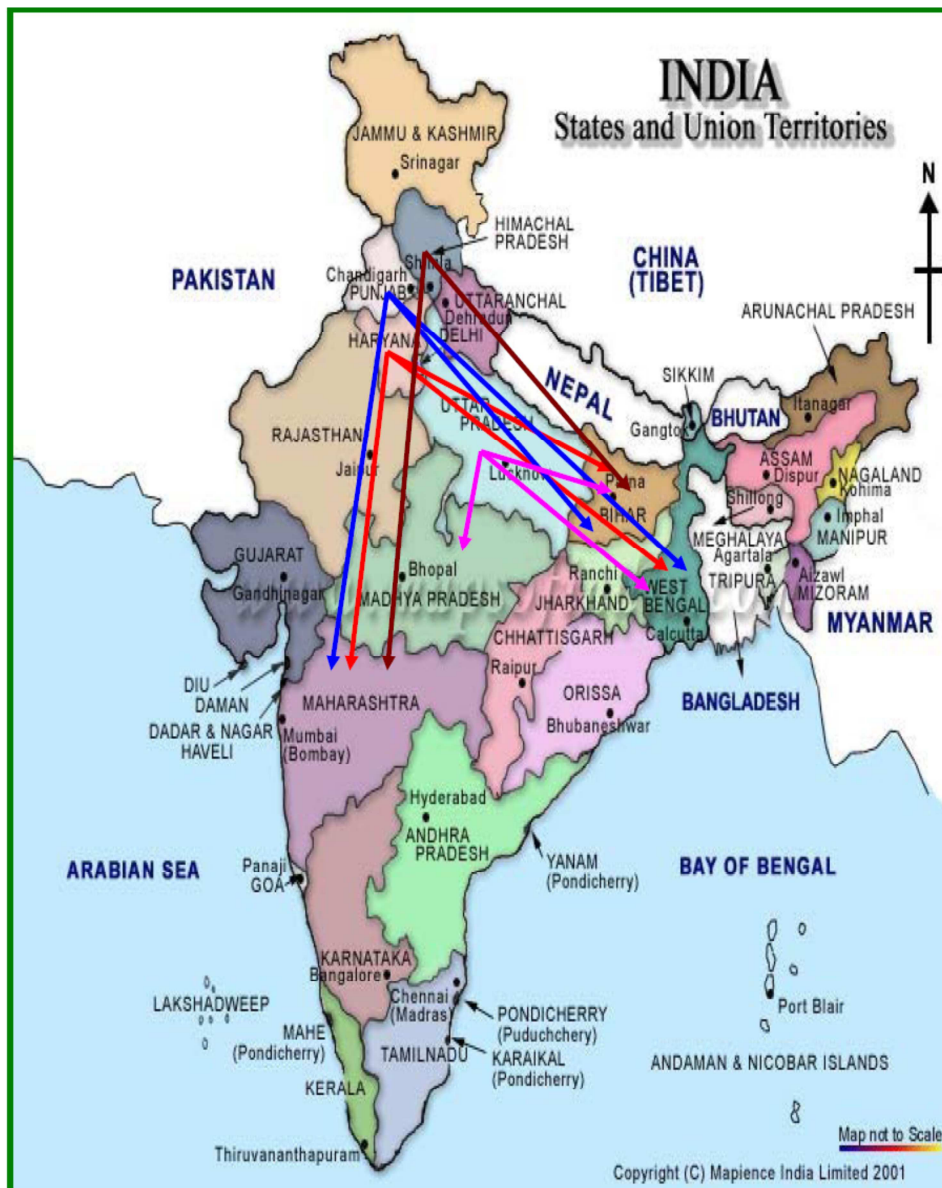 INDIA
States and Union Territories
JAMMU & KASHMIR
Srinagar
N
HIMACHAL
PRADESH
PAKISTAN
CHINA
(TIBET)
Shimla
Chandigarh
PUNJAB
UTTARANCHAL
Dehradun
ARUNACHAL PRADESH
HARYANA
DELHI
NEPAL
SIKKIM
BHUTAN
Itanagar
UTTAR
PRADESH
Gangtok
RAJASTHAN
Jaipur
Lucknow
Patna
BIHAR
ASSAM
Dispur
NAGALAND
Kohima
Shillong
Imphal
MANIPUR
MEGHALAYA
Agartala
GUJARAT
Gandhinagar
Bhopal
MADHYA PRADESH
Ranchi
JHARKHAND
WEST
BENGAL
TRIPURA
Aizawl
MIZORAM
MYANMAR
CHHATTISGARH
Calcutta
Raipur
DIU
DAMAN
DADAR & NAGAR
HAVELI
MAHARASHTRA
Mumbai
(Bombay)
ORISSA
Bhubaneshwar
BANGLADESH
Hyderabad
ANDHRA
PRADESH
ARABIAN SEA
Panaji
GOA
YANAM
(Pondicherry)
BAY OF BENGAL
KARNATAKA
Bangalore
Chennai
(Madras)
LAKSHADWEEP
PONDICHERRY
(Puduchchery)
Port Blair
MAHE
(Pondicherry)
TAMILNADU
KARAIKAL
(Pondicherry)
ANDAMAN & NICOBAR ISLANDS
KERALA
Thiruvananthapuram
Map not to Scale
Copyright (C) Mapience India Limited 2001